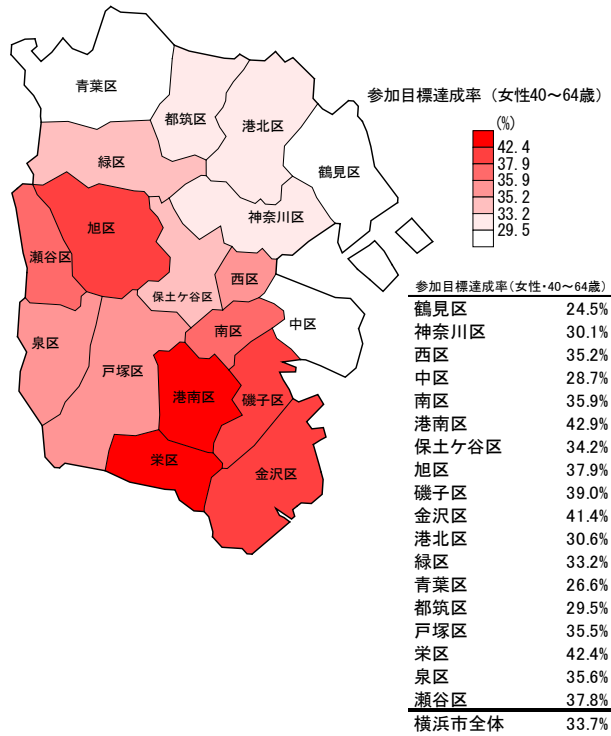 青葉区
都筑区
港北区
鶴見区
緑区
神奈川区
旭区
瀬谷区
保土ケ谷区
西区
泉区
戸塚区
南区
中区
港南区
磯子区
栄区
金沢区
参加目標達成率（女性40～64歳）
(%)
42.4
37.9
35.9
35.2
33.2
29.5
参加目標達成率(女性・40～64歳)
鶴見区 24.5%
神奈川区 30.1%
西区 35.2%
中区 28.7%
南区 35.9%
港南区 42.9%
保土ケ谷区 34.2%
旭区 37.9%
磯子区 39.0%
金沢区 41.4%
港北区 30.6%
緑区 33.2%
青葉区 26.6%
都筑区 29.5%
戸塚区 35.5%
栄区 42.4%
泉区 35.6%
瀬谷区 37.8%
横浜市全体 33.7%